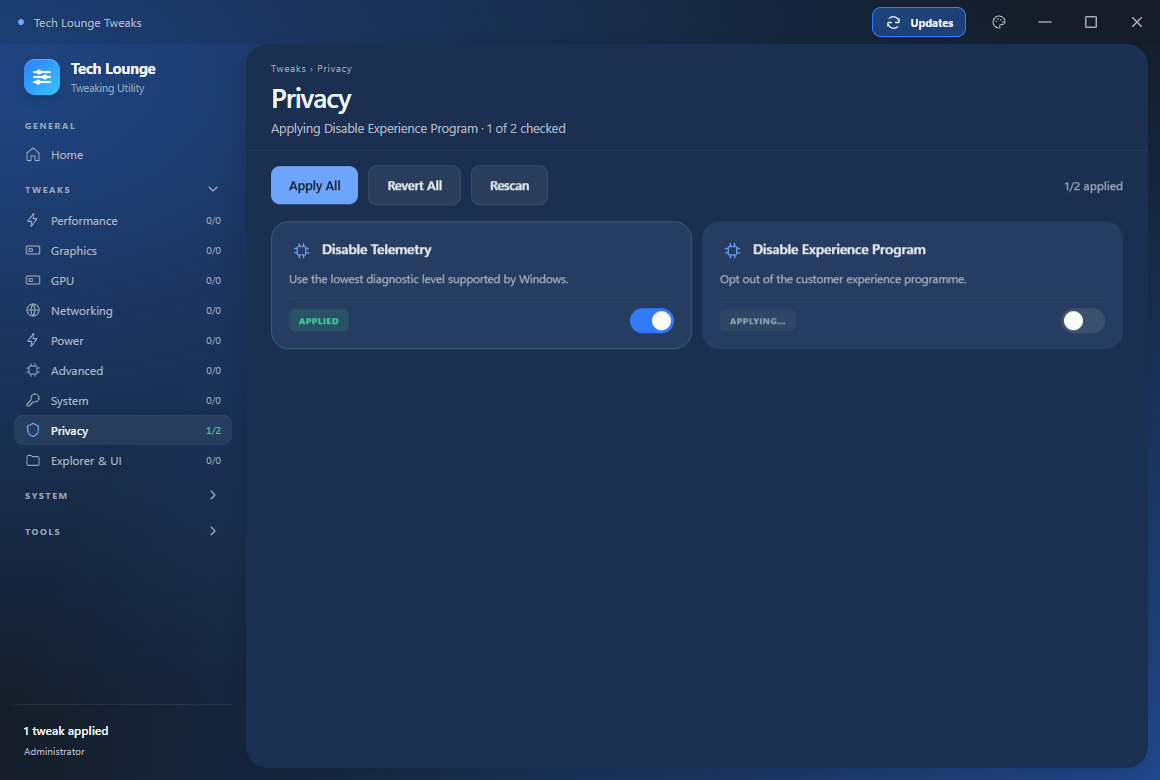 Tech Lounge Tweaks
Updates
Tech Lounge
Tweaking Utility
GENERAL
Home
TWEAKS
Performance 0/0
Graphics 0/0
GPU 0/0
Networking 0/0
Power 0/0
Advanced 0/0
System 0/0
Privacy 1/2
Explorer & UI 0/0
SYSTEM
TOOLS
1 tweak applied
Administrator
Tweaks › Privacy
Privacy
Applying Disable Experience Program · 1 of 2 checked
Apply All Revert All Rescan 1/2 applied
Disable Telemetry
Use the lowest diagnostic level supported by Windows.
APPLIED
Disable Experience Program
Opt out of the customer experience programme.
APPLYING...